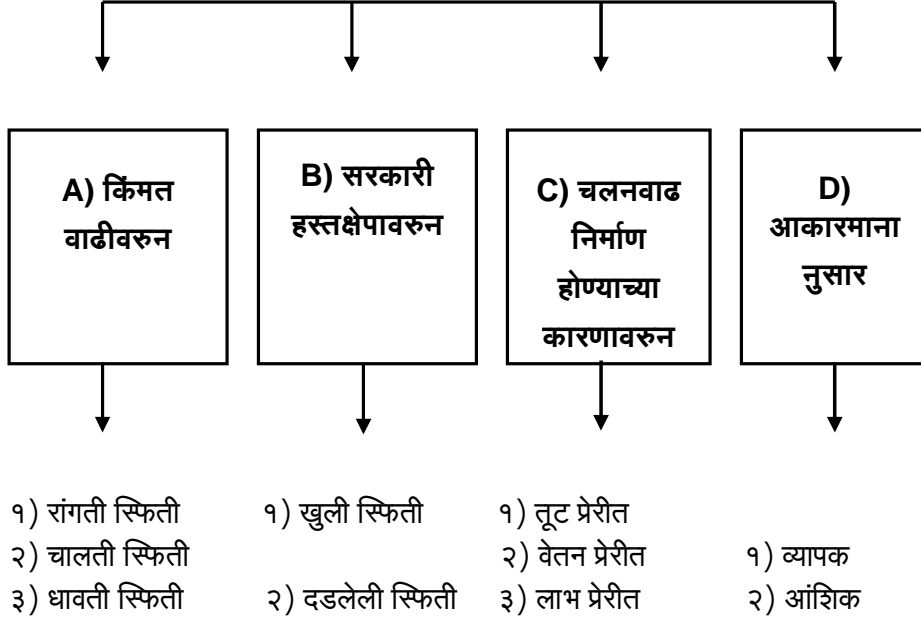 A) किंमत
वाढीवरुन
B) सरकारी
हस्तक्षेपावरुन
C) चलनवाढ
निर्माण
होण्याच्या
कारणावरुन
D)
आकारमाना
नुसार
१) रांगती स्फिती
२) चालती स्फिती
३) धावती स्फिती
१) खुली स्फिती
२) दडलेली स्फिती
१) तूट प्रेरीत
२) वेतन प्रेरीत
३) लाभ प्रेरीत
१) व्यापक
२) आंशिक